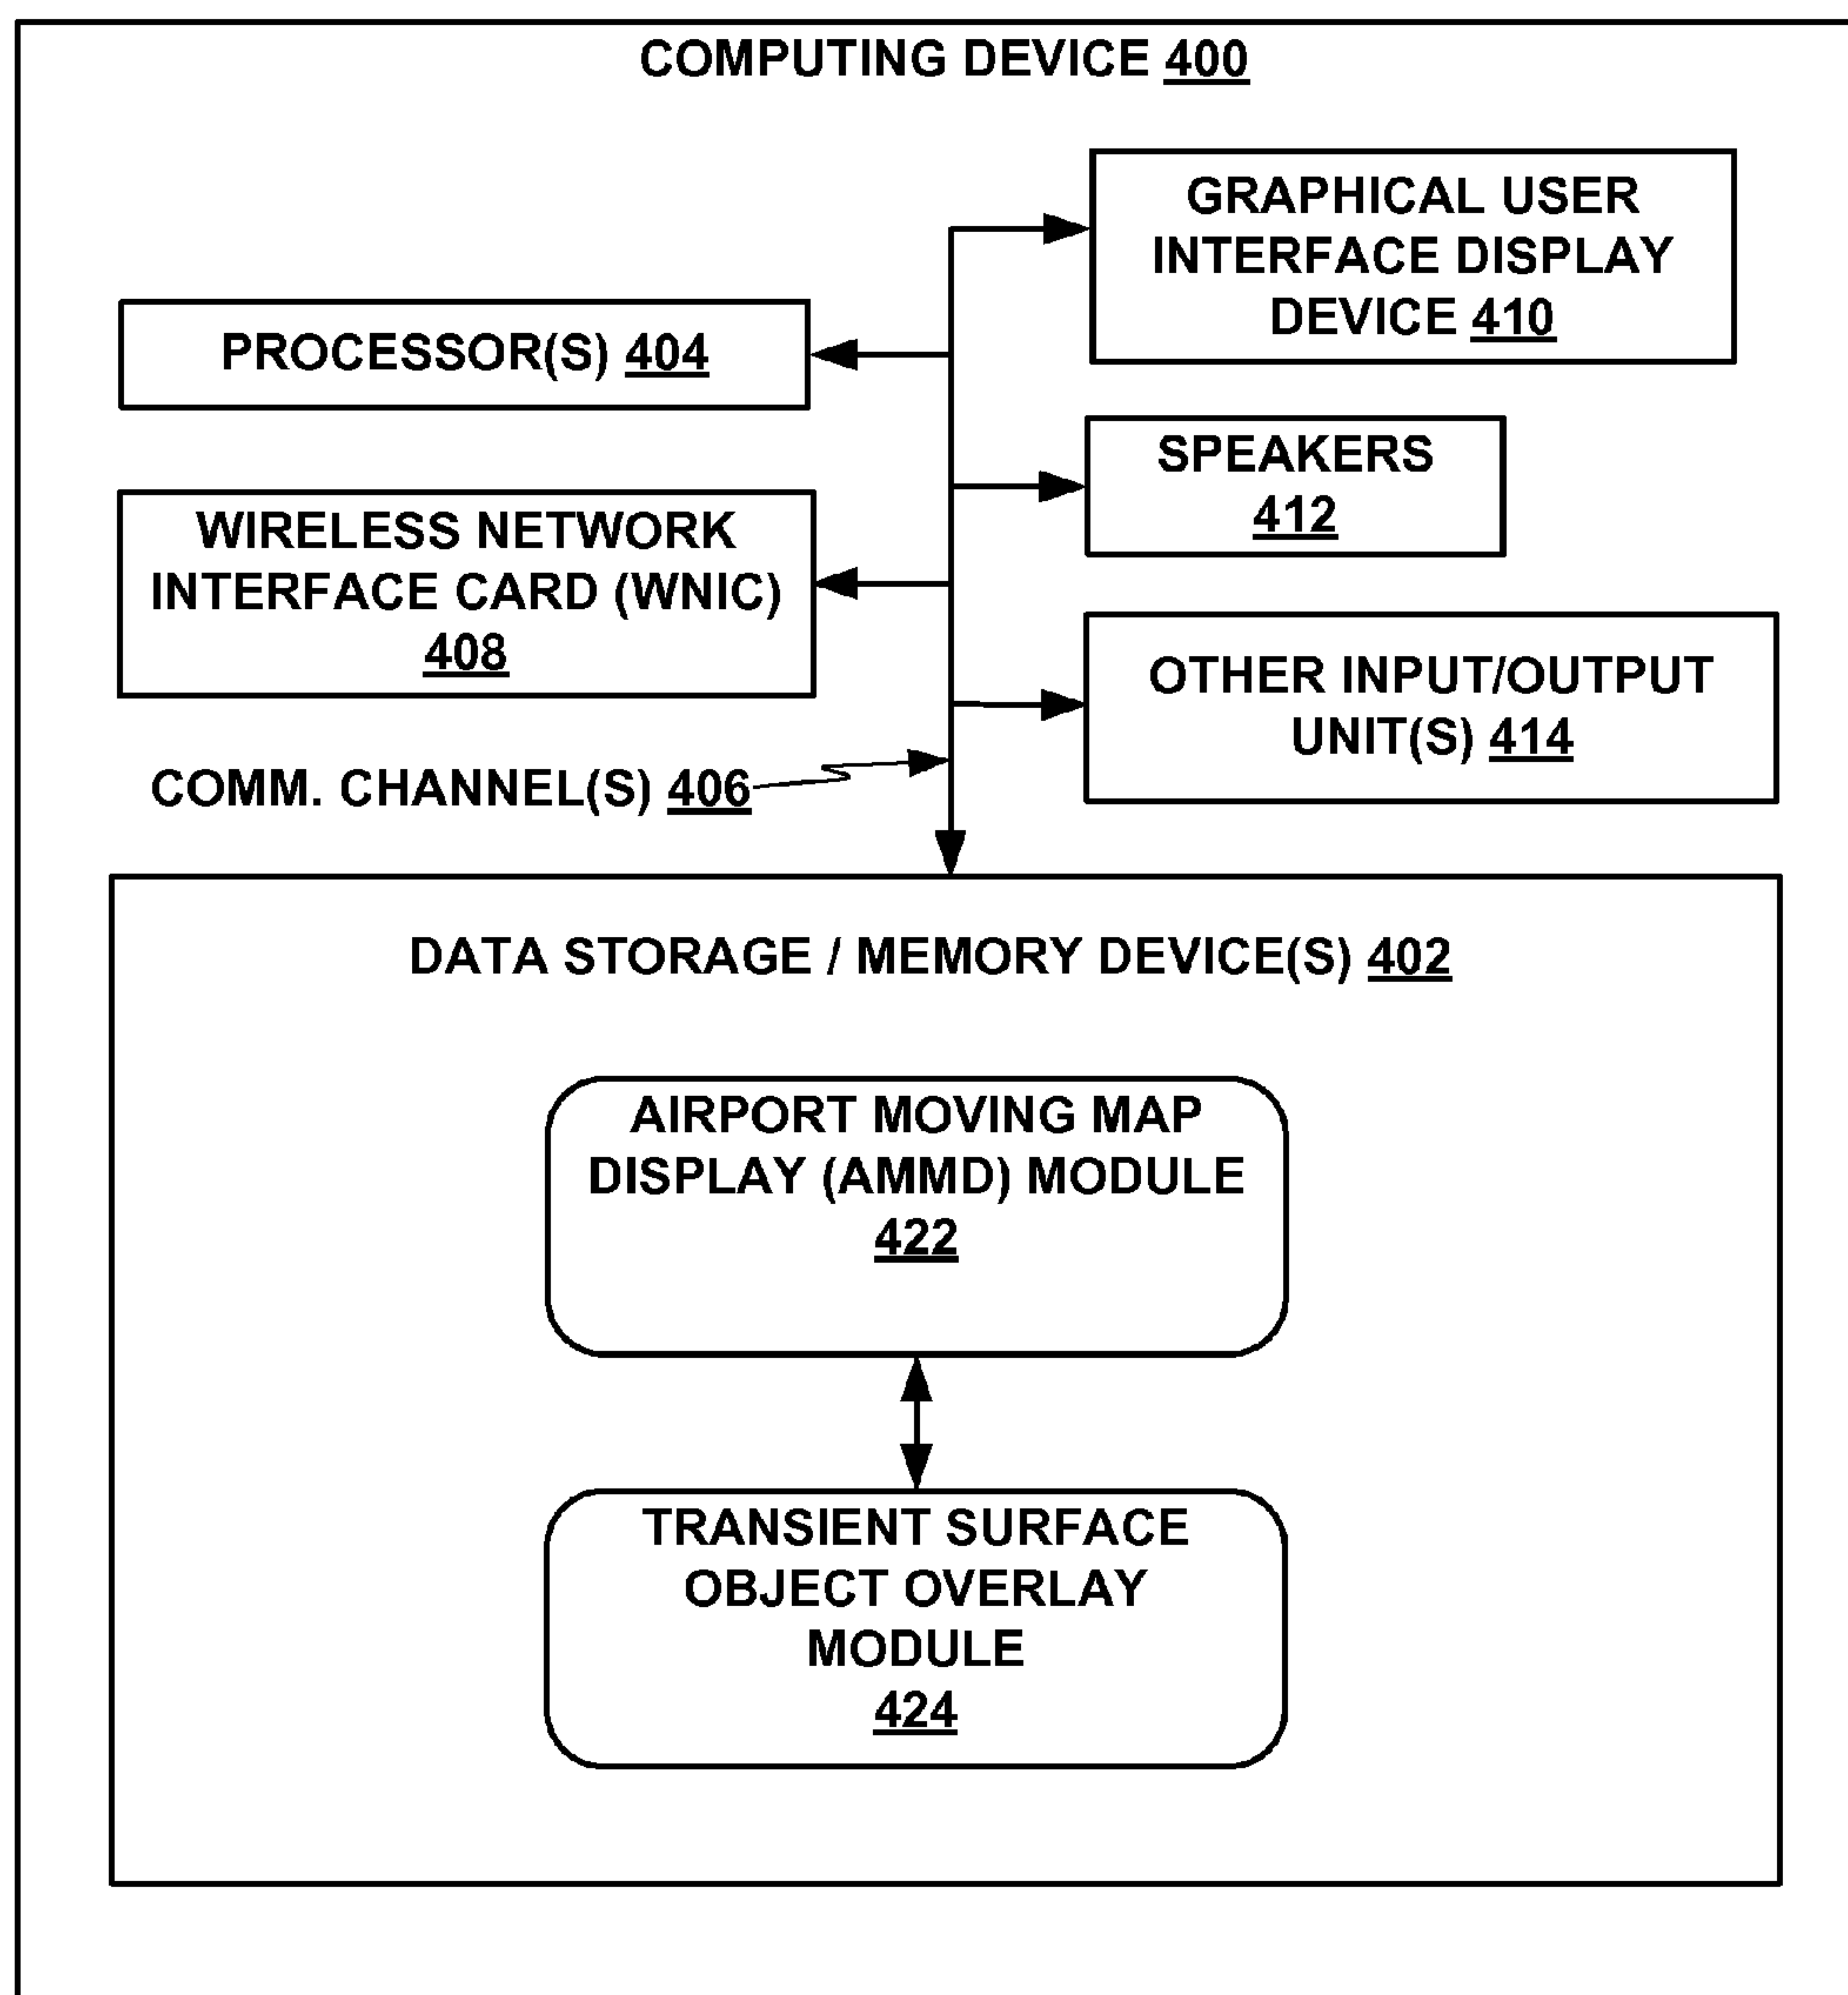 COMPUTING DEVICE 400
GRAPHICAL USER
INTERFACE DISPLAY
DEVICE 410
PROCESSOR(S) 404
SPEAKERS
412
WIRELESS NETWORK
INTERFACE CARD (WNIC)
408
OTHER INPUT/OUTPUT
UNIT(S) 414
COMM. CHANNEL(S) 406
DATA STORAGE / MEMORY DEVICE(S) 402
AIRPORT MOVING MAP
DISPLAY (AMMD) MODULE
422
TRANSIENT SURFACE
OBJECT OVERLAY
MODULE
424